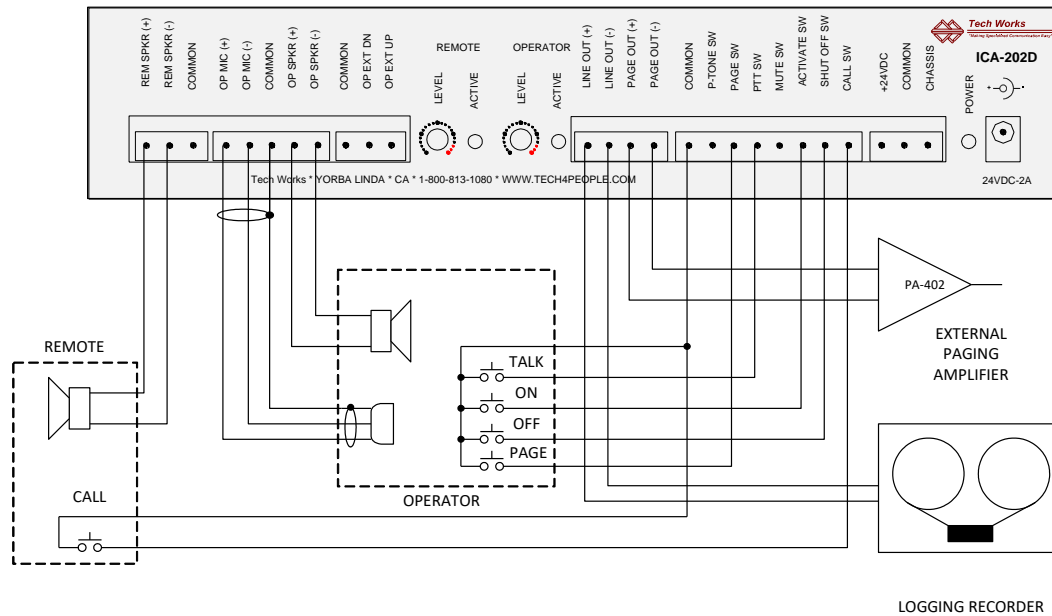 REM SPKR (+)
REM SPKR (-)
COMMON
OP MIC (+)
OP MIC (-)
COMMON
OP SPKR (+)
OP SPKR (-)
COMMON
OP EXT DN
OP EXT UP
REMOTE
LEVEL
ACTIVE
OPERATOR
LEVEL
ACTIVE
LINE OUT (+)
LINE OUT (-)
PAGE OUT (+)
PAGE OUT (-)
COMMON
P-TONE SW
PAGE SW
PTT SW
MUTE SW
ACTIVATE SW
SHUT OFF SW
CALL SW
+24VDC
COMMON
CHASSIS
POWER
Tech Works
"Making Specialized Communication Easy"
ICA-202D
+ -
24VDC-2A
Tech Works * YORBA LINDA * CA * 1-800-813-1080 * WWW.TECH4PEOPLE.COM
PA-402
EXTERNAL
PAGING
AMPLIFIER
REMOTE
TALK
ON
OFF
PAGE
OPERATOR
CALL
LOGGING RECORDER